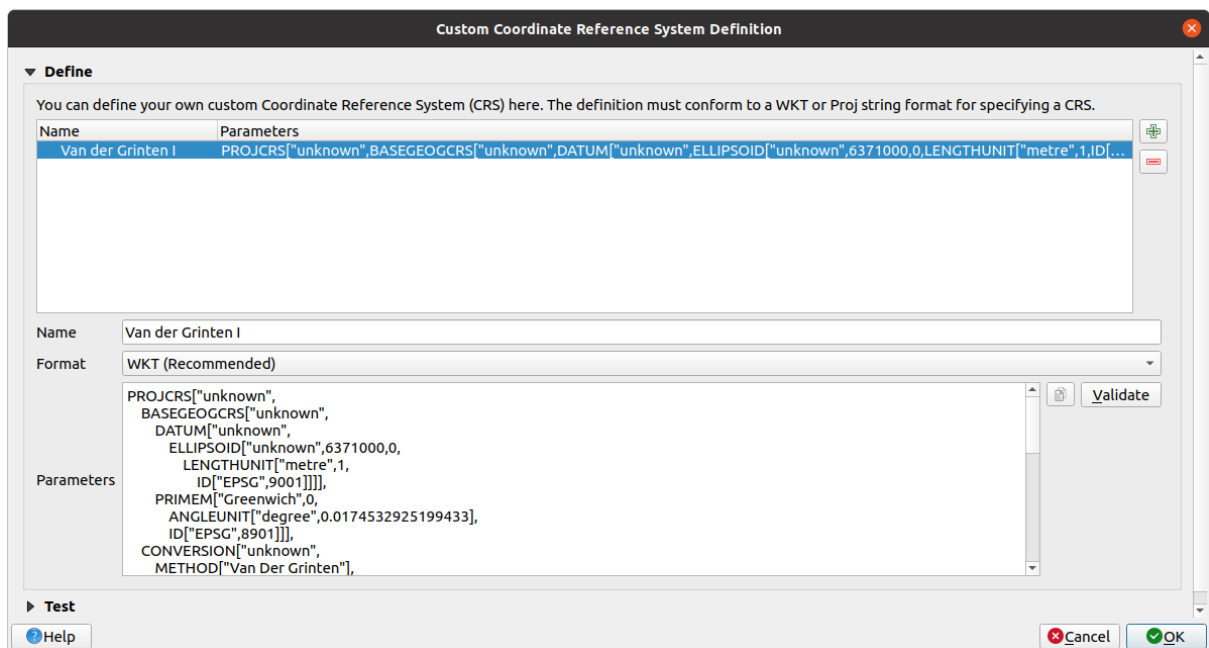 Custom Coordinate Reference System Definition
Define
You can define your own custom Coordinate Reference System (CRS) here. The definition must conform to a WKT or Proj string format for specifying a CRS.
Name Parameters
Van der Grinten I PROJCRS["unknown",BASEGEOGCRS["unknown",DATUM["unknown",ELLIPSOID["unknown",6371000,0,LENGTHUNIT["metre",1,ID[...
Name Van der Grinten I
Format WKT (Recommended)
Parameters
PROJCRS["unknown",
BASEGEOGCRS["unknown",
DATUM["unknown",
ELLIPSOID["unknown",6371000,0,
LENGTHUNIT["metre",1,
ID["EPSG",9001]]]],
PRIMEM["Greenwich",0,
ANGLEUNIT["degree",0.0174532925199433],
ID["EPSG",8901]]],
CONVERSION["unknown",
METHOD["Van Der Grinten"],
Validate
Test
Help Cancel OK